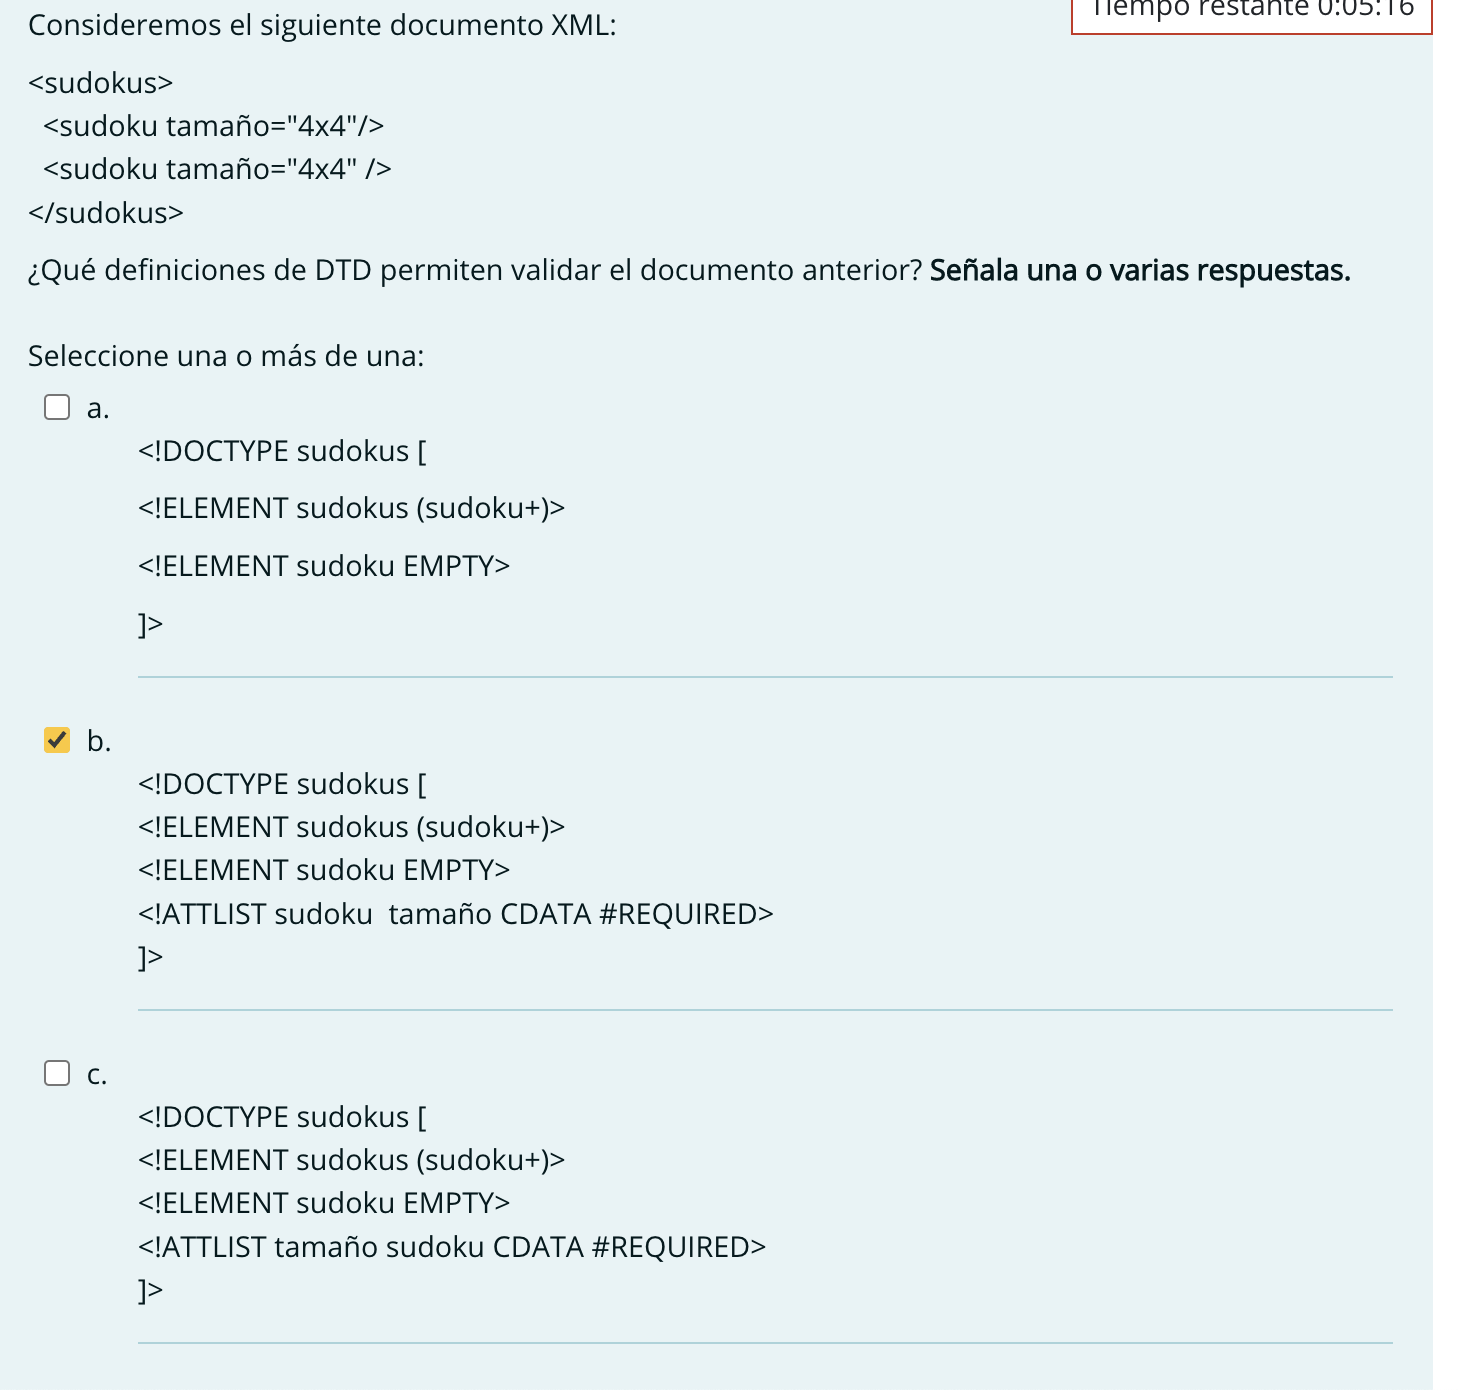 Tiempo restante 0:05:16
Consideremos el siguiente documento XML:
<sudokus>
<sudoku tamaño="4x4"/>
<sudoku tamaño="4x4" />
</sudokus>
¿Qué definiciones de DTD permiten validar el documento anterior? Señala una o varias respuestas.
Seleccione una o más de una:
a.
<!DOCTYPE sudokus [
<!ELEMENT sudokus (sudoku+)>
<!ELEMENT sudoku EMPTY>
]>
b.
<!DOCTYPE sudokus [
<!ELEMENT sudokus (sudoku+)>
<!ELEMENT sudoku EMPTY>
<!ATTLIST sudoku  tamaño CDATA #REQUIRED>
]>
c.
<!DOCTYPE sudokus [
<!ELEMENT sudokus (sudoku+)>
<!ELEMENT sudoku EMPTY>
<!ATTLIST tamaño sudoku CDATA #REQUIRED>
]>